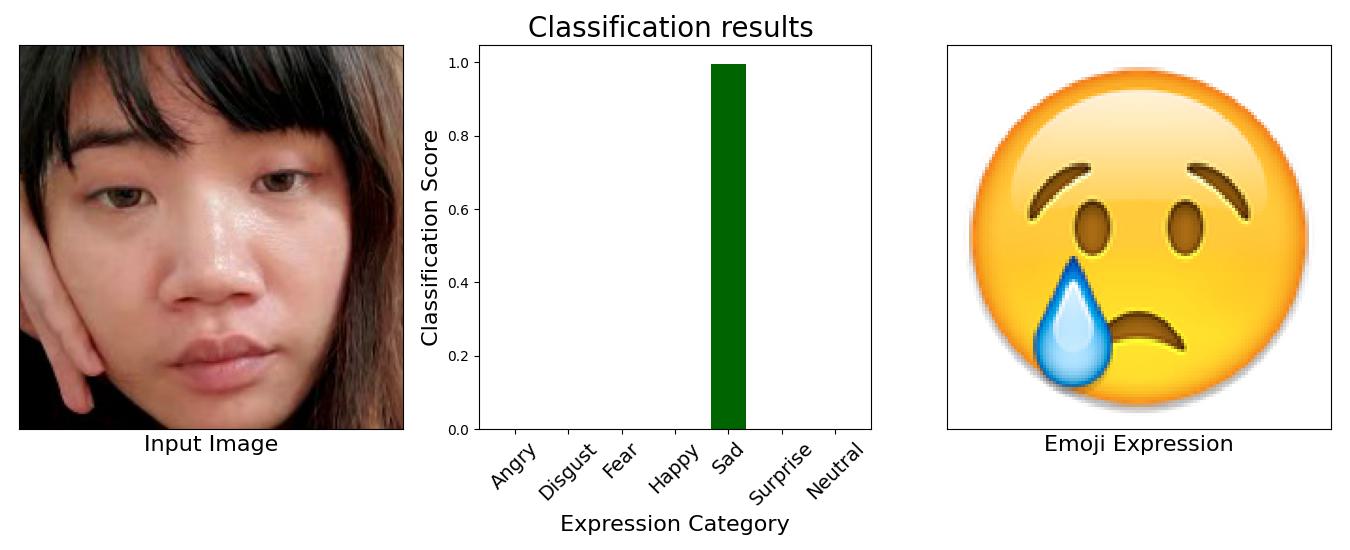 Classification results
Classification Score
1.0
0.8
0.6
0.4
0.2
0.0
Angry
Disgust
Fear
Happy
Sad
Surprise
Neutral
Expression Category
Input Image
Emoji Expression